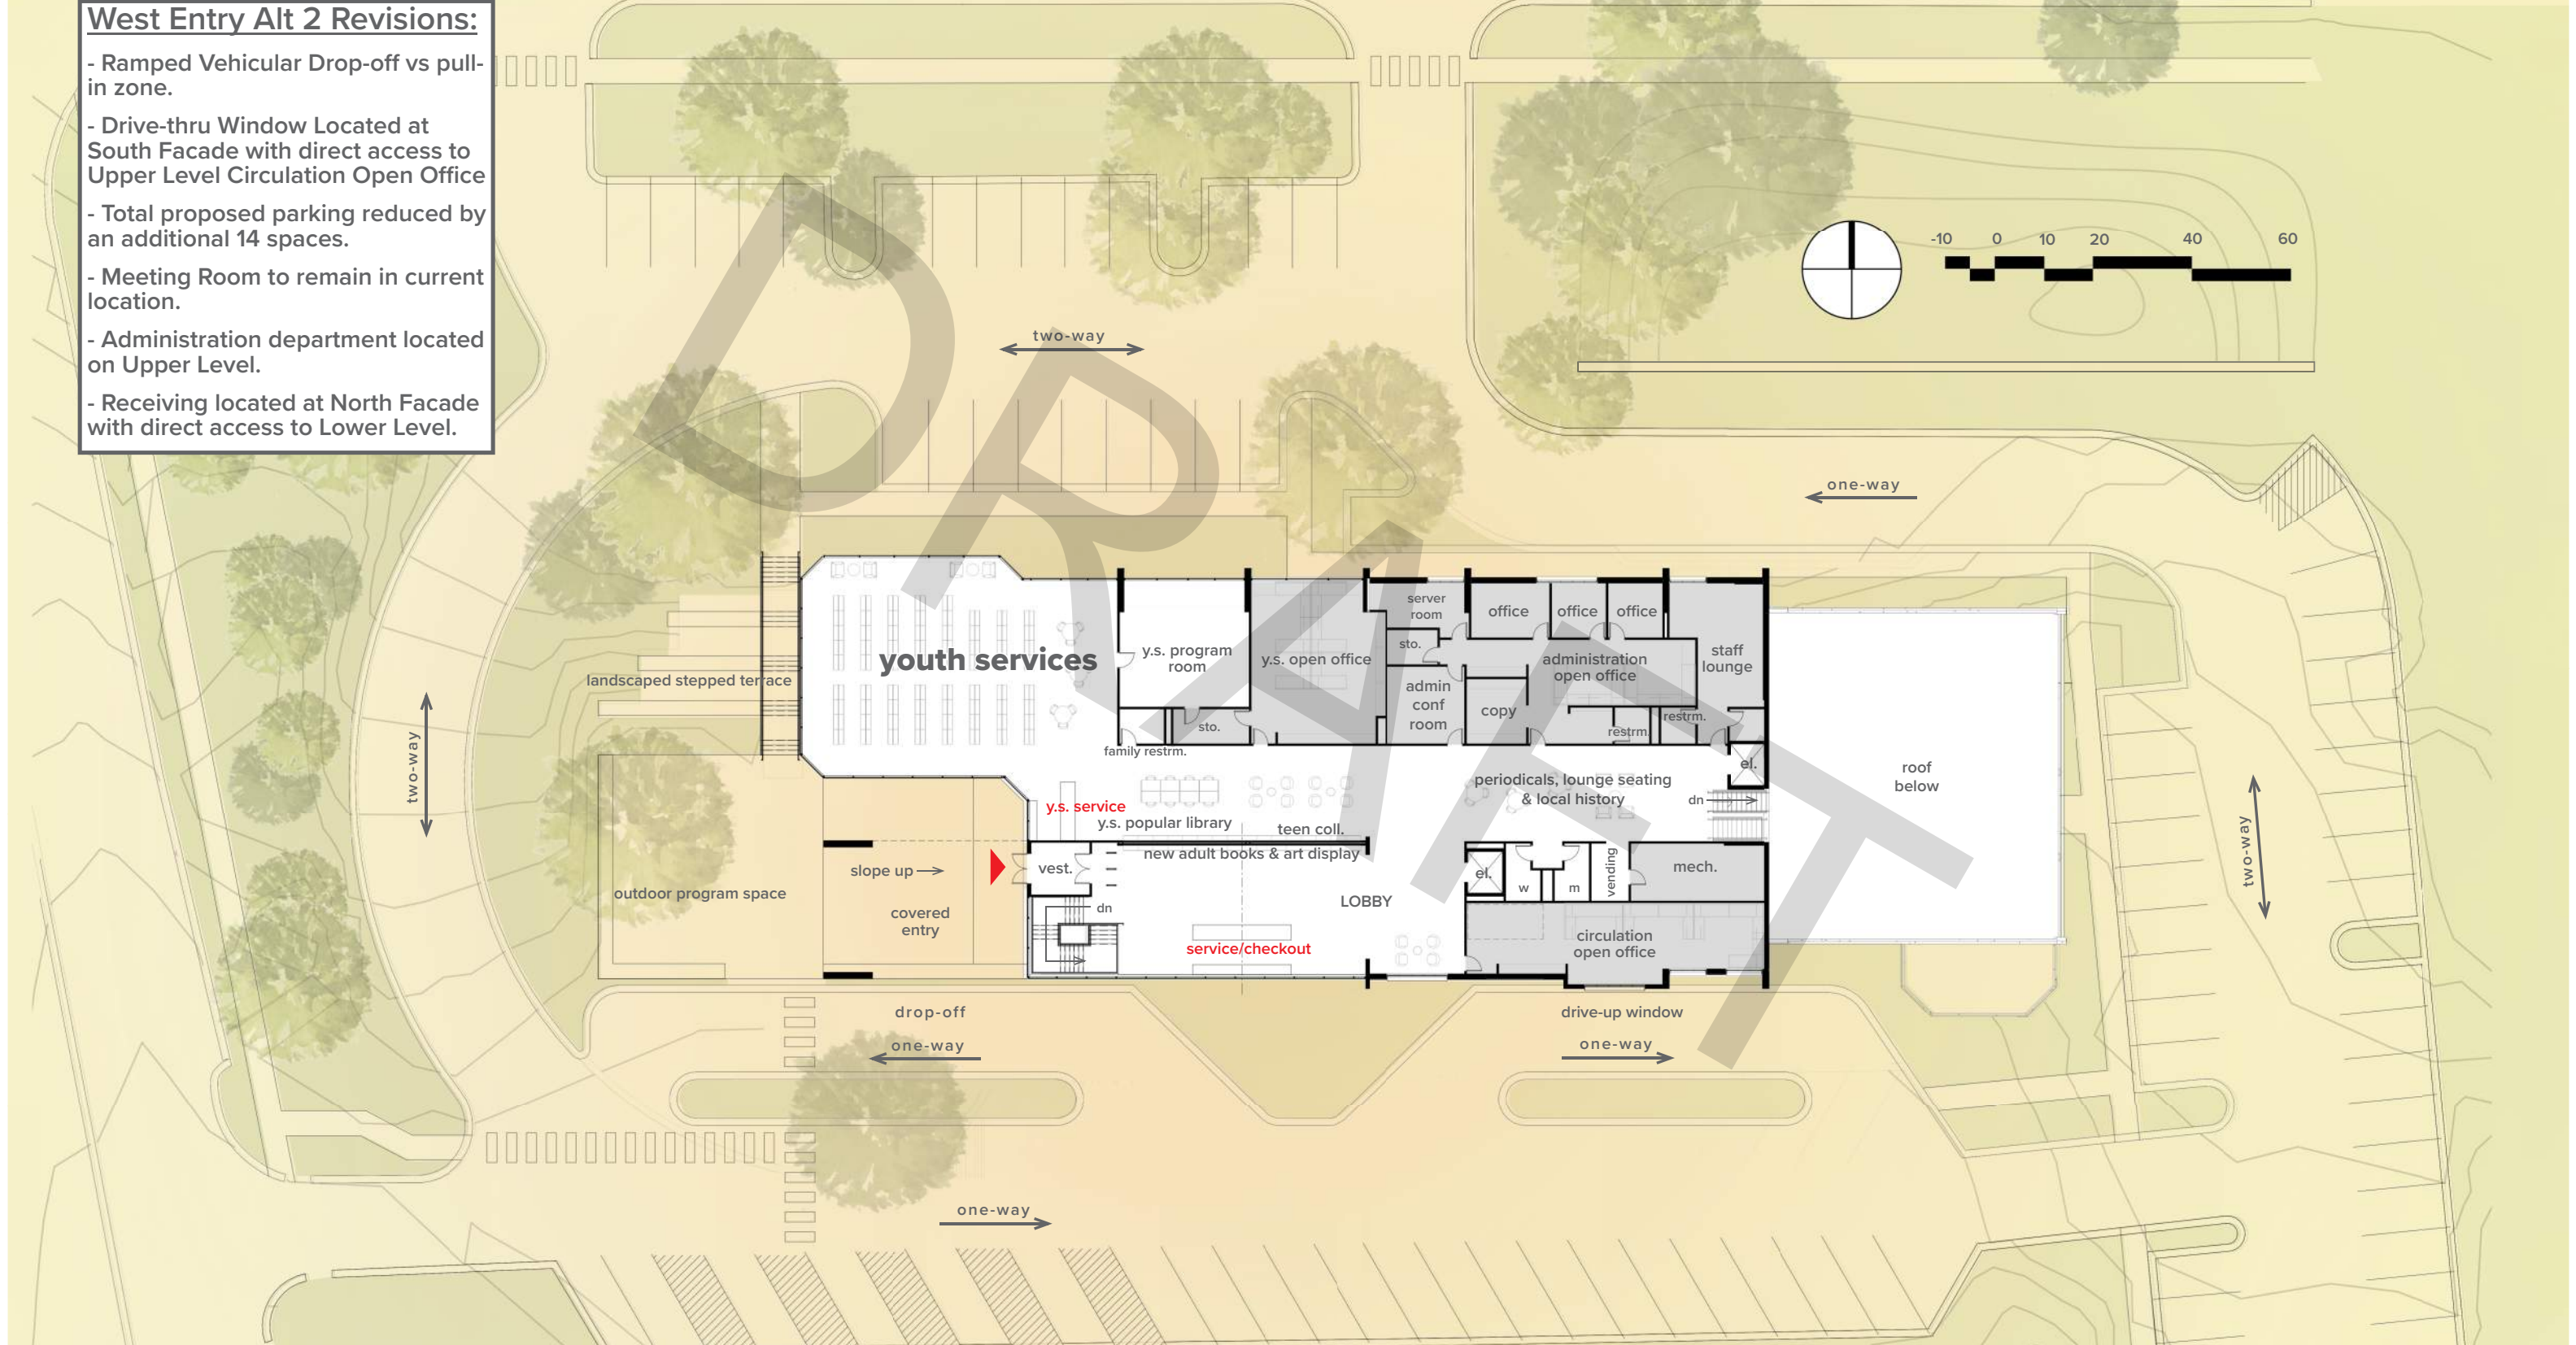 West Entry Alt 2 Revisions:
- Ramped Vehicular Drop-off vs pull-
in zone.
- Drive-thru Window Located at
South Facade with direct access to
Upper Level Circulation Open Office
- Total proposed parking reduced by
an additional 14 spaces.
- Meeting Room to remain in current
location.
- Administration department located
on Upper Level.
- Receiving located at North Facade
with direct access to Lower Level.
-10 0 10 20 40 60
two-way
one-way
DRAFT
server
room
office
office
office
sto.
staff
lounge
youth services
y.s. program
room
y.s. open office
administration
open office
landscaped stepped terrace
admin
conf
room
copy
sto.
restrm.
restrm.
family restrm.
el.
two-way
periodicals, lounge seating
& local history
dn
roof
below
y.s. service
y.s. popular library
teen coll.
new adult books & art display
slope up
vest.
el.
w
m
vending
mech.
two-way
outdoor program space
covered
entry
dn
LOBBY
service/checkout
circulation
open office
drop-off
drive-up window
one-way
one-way
one-way